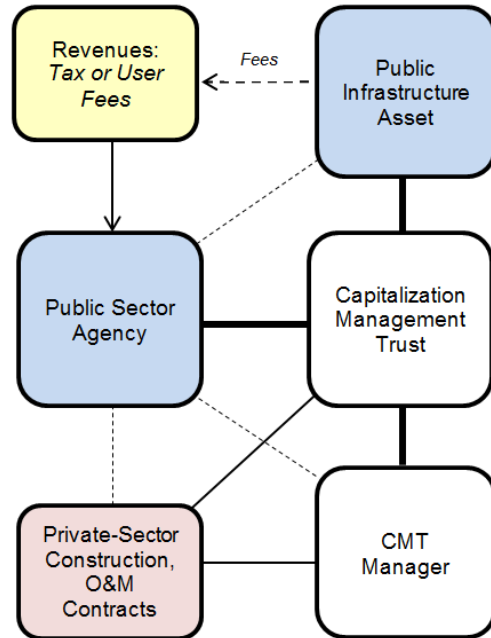 Revenues:
Tax or User
Fees
Fees
Public
Infrastructure
Asset
Public Sector
Agency
Capitalization
Management
Trust
Private-Sector
Construction,
O&M
Contracts
CMT
Manager